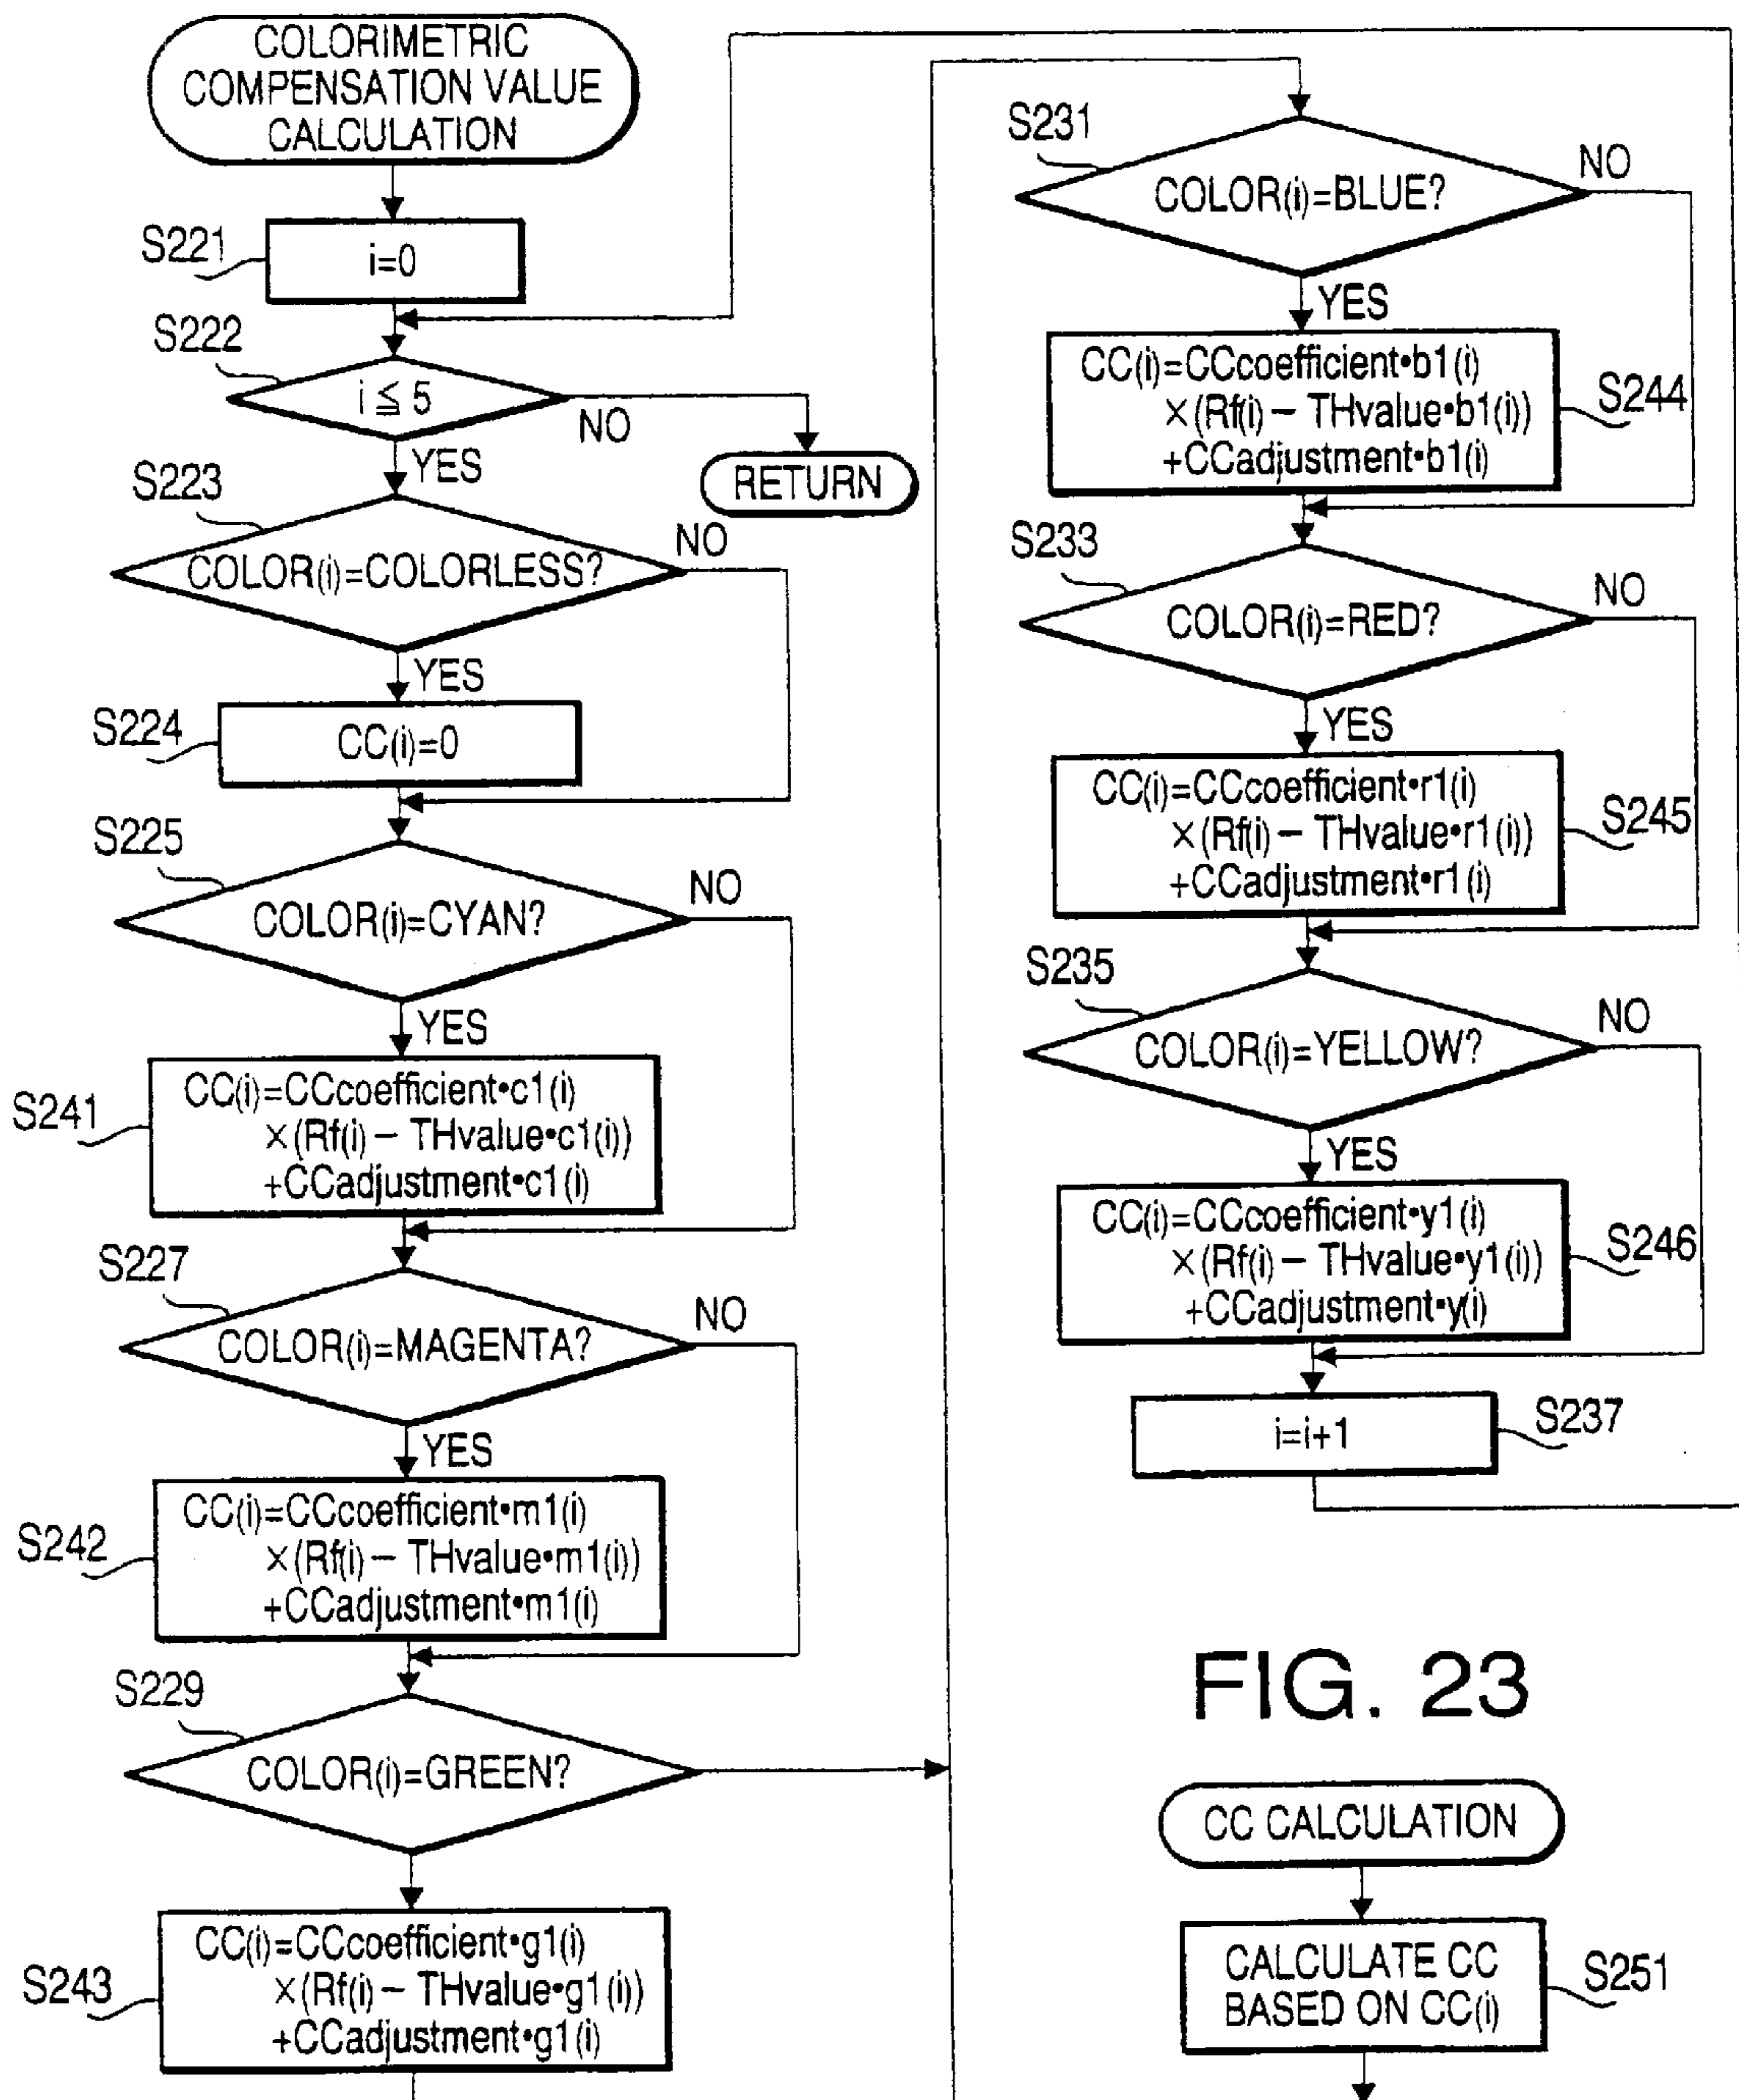 COLORIMETRIC
COMPENSATION VALUE
CALCULATION
S221
i=0
S222
i ≦ 5
NO
YES
RETURN
S223
COLOR(i)=COLORLESS?
NO
YES
S224
CC(i)=0
S225
COLOR(i)=CYAN?
NO
YES
S241
CC(i)=CCcoefficient•c1(i)
×(Rf(i) – THvalue•c1(i))
+CCadjustment•c1(i)
S227
COLOR(i)=MAGENTA?
NO
YES
S242
CC(i)=CCcoefficient•m1(i)
×(Rf(i) – THvalue•m1(i))
+CCadjustment•m1(i)
S229
COLOR(i)=GREEN?
S243
CC(i)=CCcoefficient•g1(i)
×(Rf(i) – THvalue•g1(i))
+CCadjustment•g1(i)
S231
COLOR(i)=BLUE?
NO
YES
CC(i)=CCcoefficient•b1(i)
×(Rf(i) – THvalue•b1(i))
+CCadjustment•b1(i)
S244
S233
COLOR(i)=RED?
NO
YES
CC(i)=CCcoefficient•r1(i)
×(Rf(i) – THvalue•r1(i))
+CCadjustment•r1(i)
S245
S235
COLOR(i)=YELLOW?
NO
YES
CC(i)=CCcoefficient•y1(i)
×(Rf(i) – THvalue•y1(i))
+CCadjustment•y(i)
S246
i=i+1
S237
FIG. 23
CC CALCULATION
CALCULATE CC
BASED ON CC(i)
S251